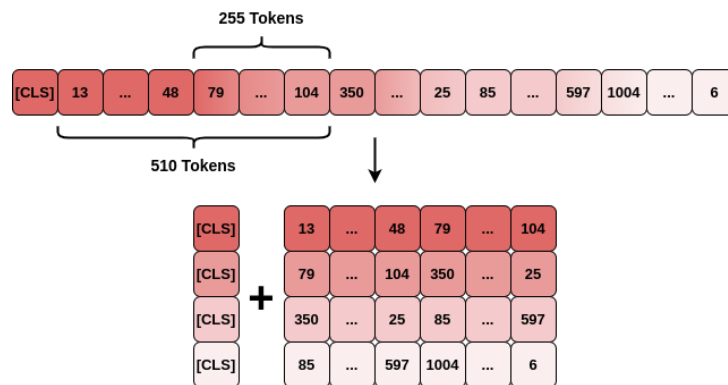 255 Tokens
[CLS] 13 ... 48 79 ... 104 350 ... 25 85 ... 597 1004 ... 6
510 Tokens
[CLS] 13 ... 48 79 ... 104
[CLS] 79 ... 104 350 ... 25
+
[CLS] 350 ... 25 85 ... 597
[CLS] 85 ... 597 1004 ... 6